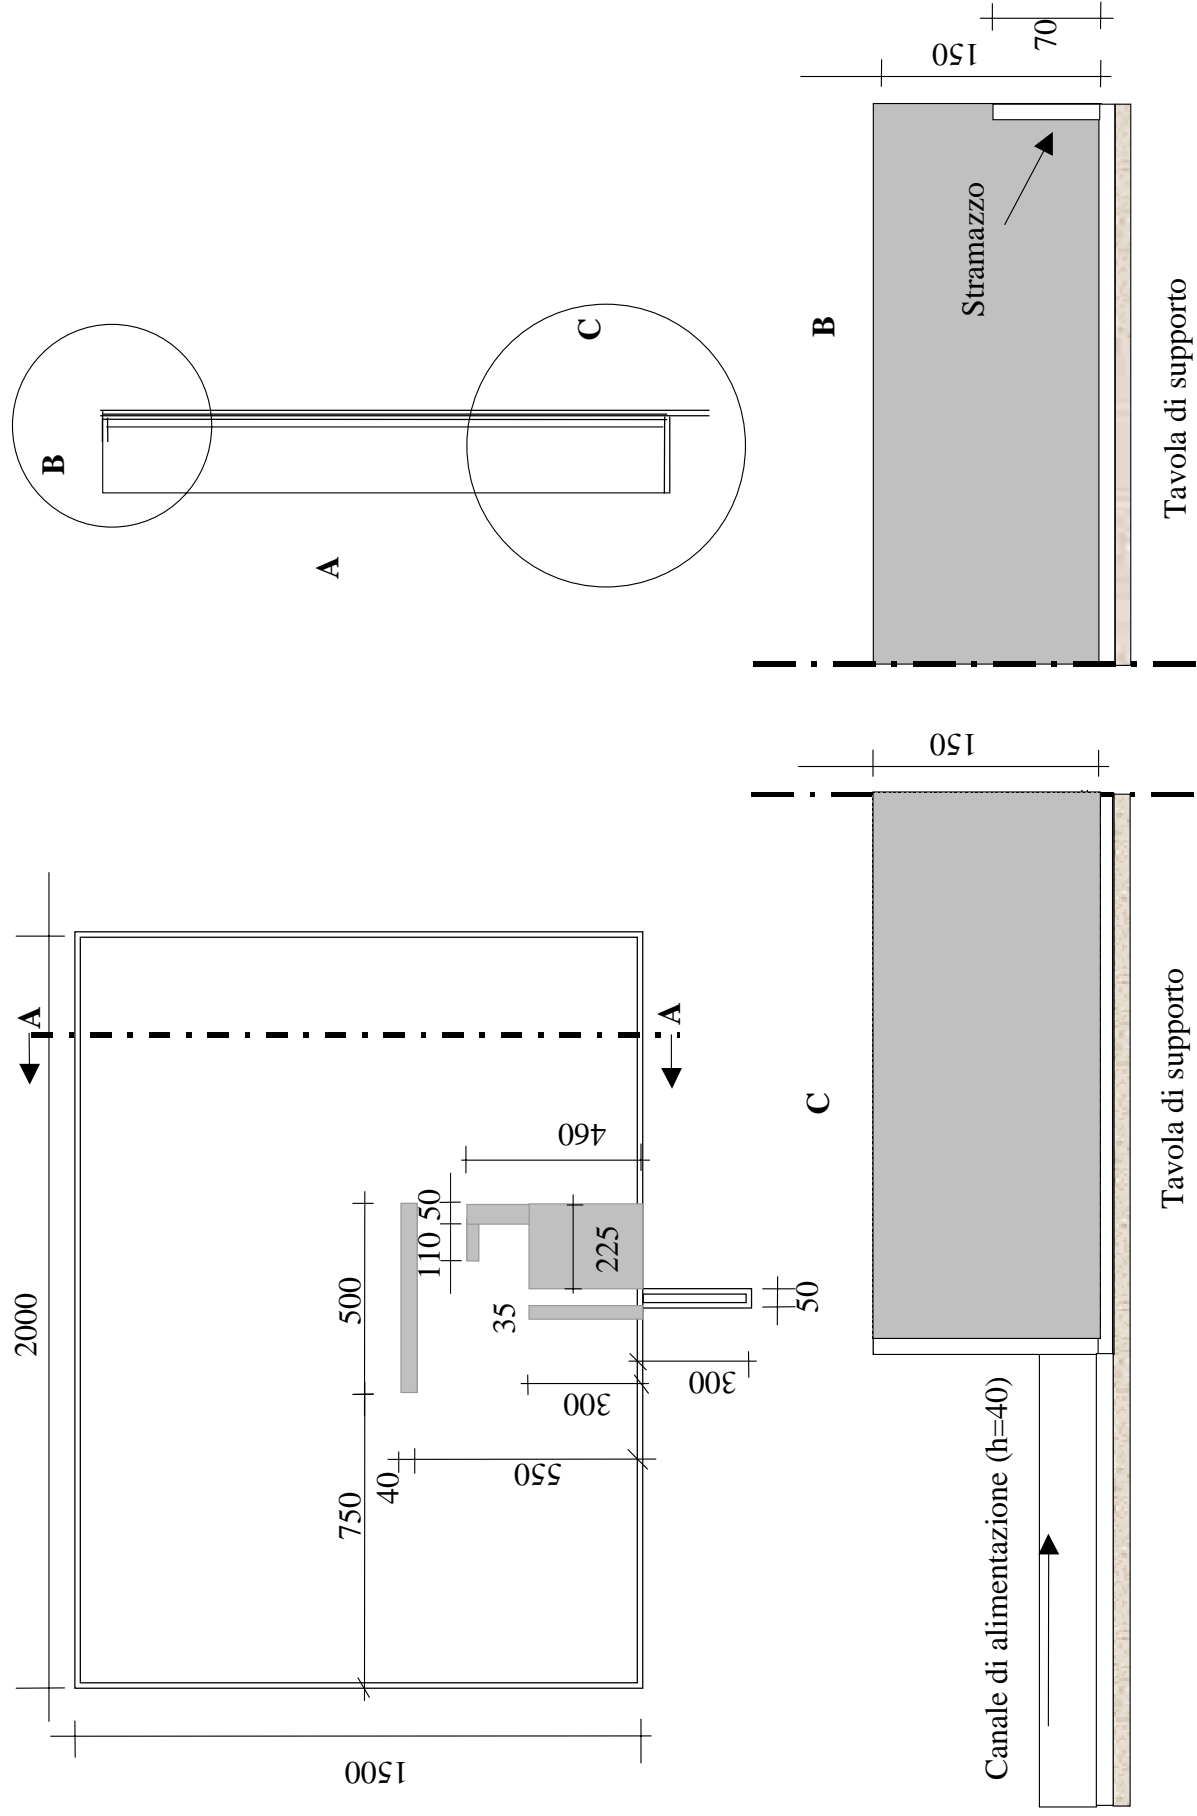 2000
A
A
1500
750
500
40
550
35
110
50
460
225
300
300
50
B
A
C
C
150
Canale di alimentazione (h=40)
Tavola di supporto
B
150
70
Stramazzo
Tavola di supporto